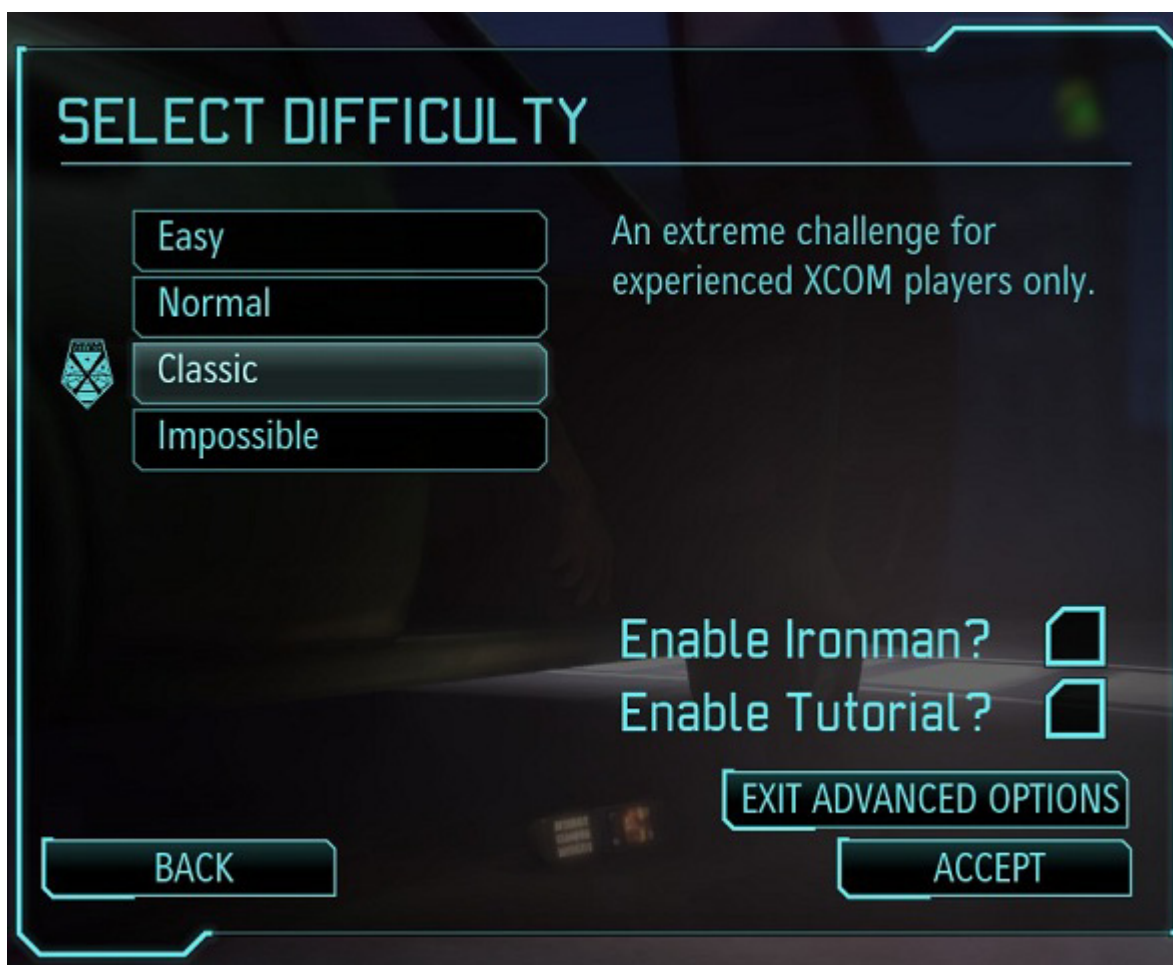 SELECT DIFFICULTY
Easy
Normal
Classic
Impossible
An extreme challenge for
experienced XCOM players only.
Enable Ironman?
Enable Tutorial?
EXIT ADVANCED OPTIONS
BACK
ACCEPT